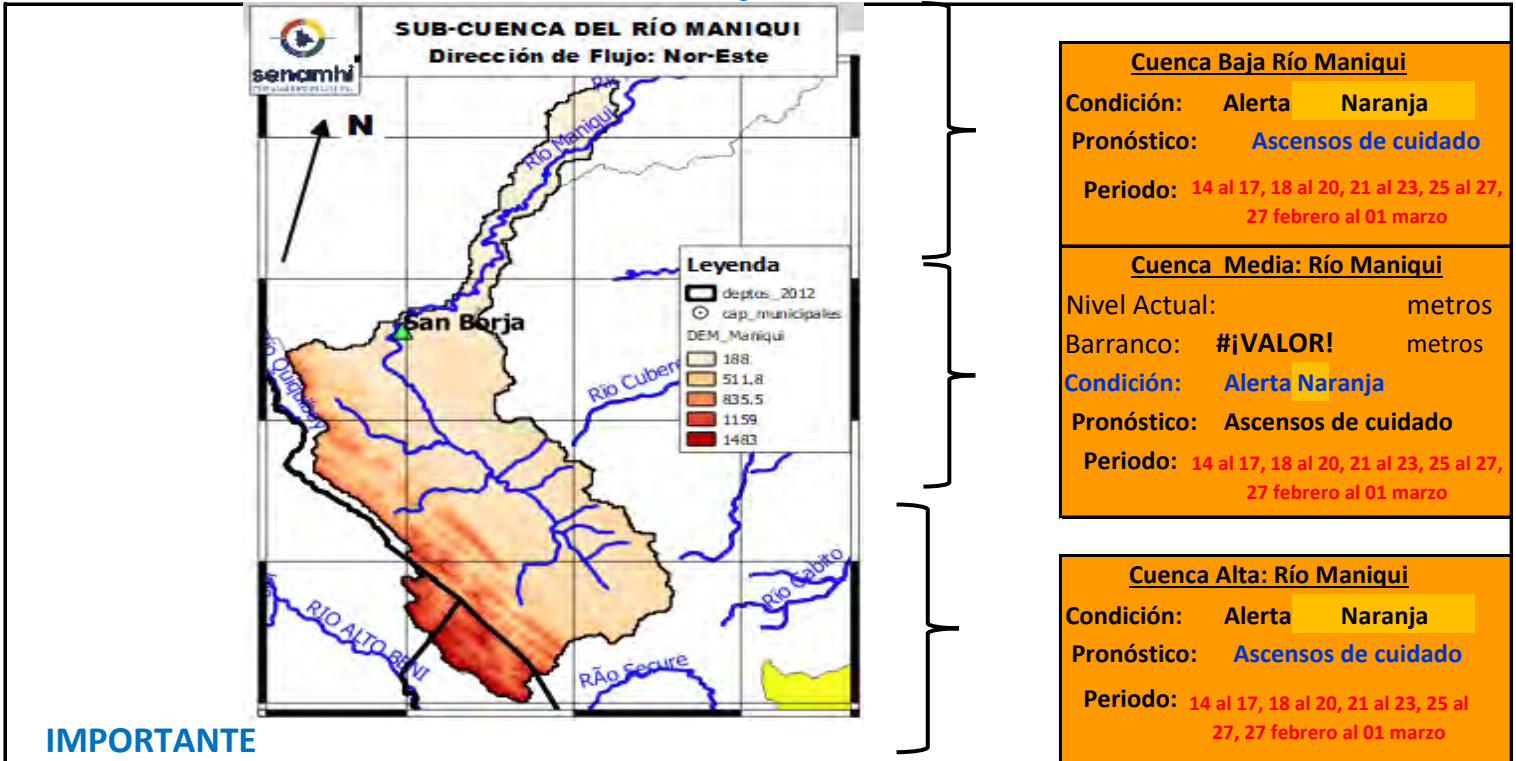 SUB-CUENCA DEL RÍO MANIQUI
Dirección de Flujo: Nor-Este
senamhi
N
Río Maniqui
San Borja
Leyenda
deptos_2012
cap_municipales
DEM_Maniqui
188
511,8
835.5
1159
1483
Río Cabito
RIO ALTO BENI
RÃo Secure
IMPORTANTE
Cuenca Baja Río Maniqui
Condición: Alerta Naranja
Pronóstico: Ascensos de cuidado
Periodo: 14 al 17, 18 al 20, 21 al 23, 25 al 27,
27 febrero al 01 marzo
Cuenca Media: Río Maniqui
Nivel Actual: metros
Barranco: #¡VALOR! metros
Condición: Alerta Naranja
Pronóstico: Ascensos de cuidado
Periodo: 14 al 17, 18 al 20, 21 al 23, 25 al 27,
27 febrero al 01 marzo
Cuenca Alta: Río Maniqui
Condición: Alerta Naranja
Pronóstico: Ascensos de cuidado
Periodo: 14 al 17, 18 al 20, 21 al 23, 25 al
27, 27 febrero al 01 marzo